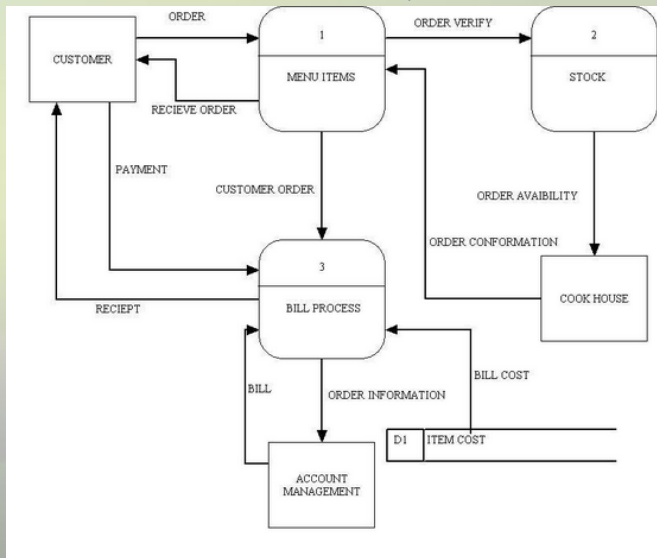 ORDER
1
ORDER VERIFY
2
CUSTOMER
MENU ITEMS
STOCK
RECIEVE ORDER
PAYMENT
CUSTOMER ORDER
ORDER AVAIBILITY
ORDER CONFORMATION
3
COOK HOUSE
RECIEPT
BILL PROCESS
BILL
ORDER INFORMATION
BILL COST
D1
ITEM COST
ACCOUNT
MANAGEMENT